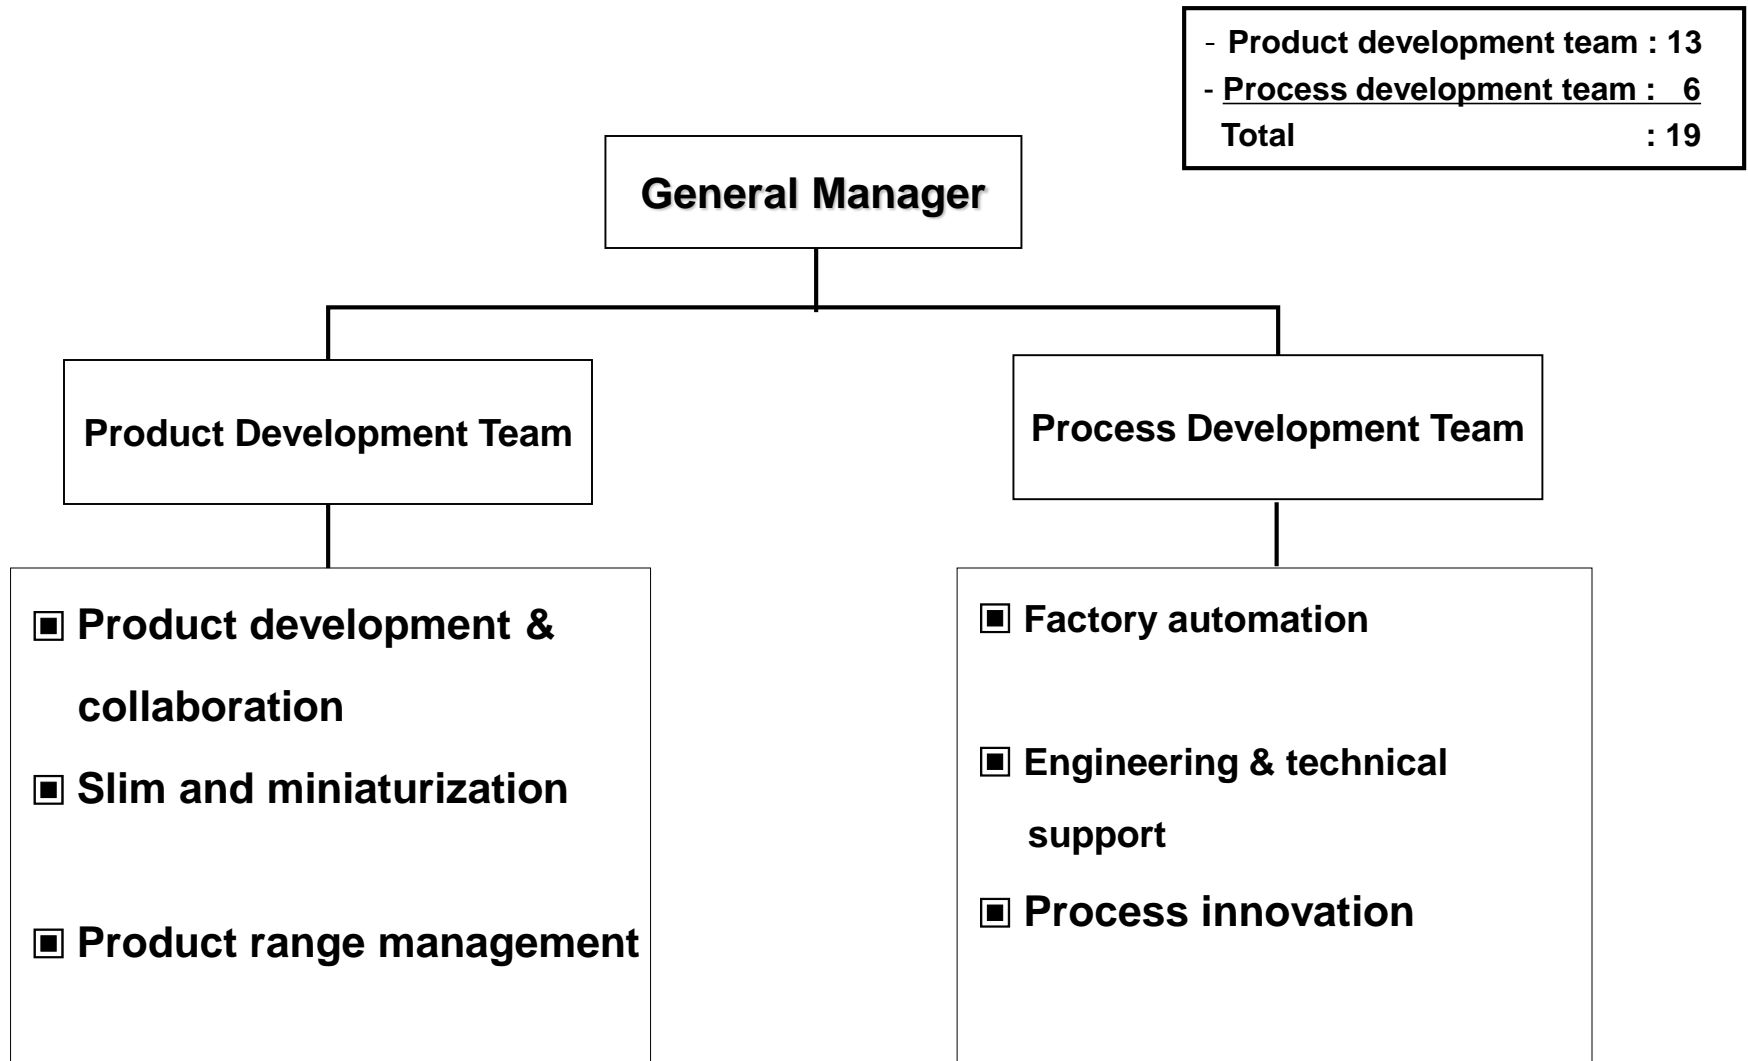 - Product development team : 13
- Process development team : 6
Total : 19
General Manager
Product Development Team
Process Development Team
▣ Product development &
collaboration
▣ Slim and miniaturization
▣ Product range management
▣ Factory automation
▣ Engineering & technical
support
▣ Process innovation